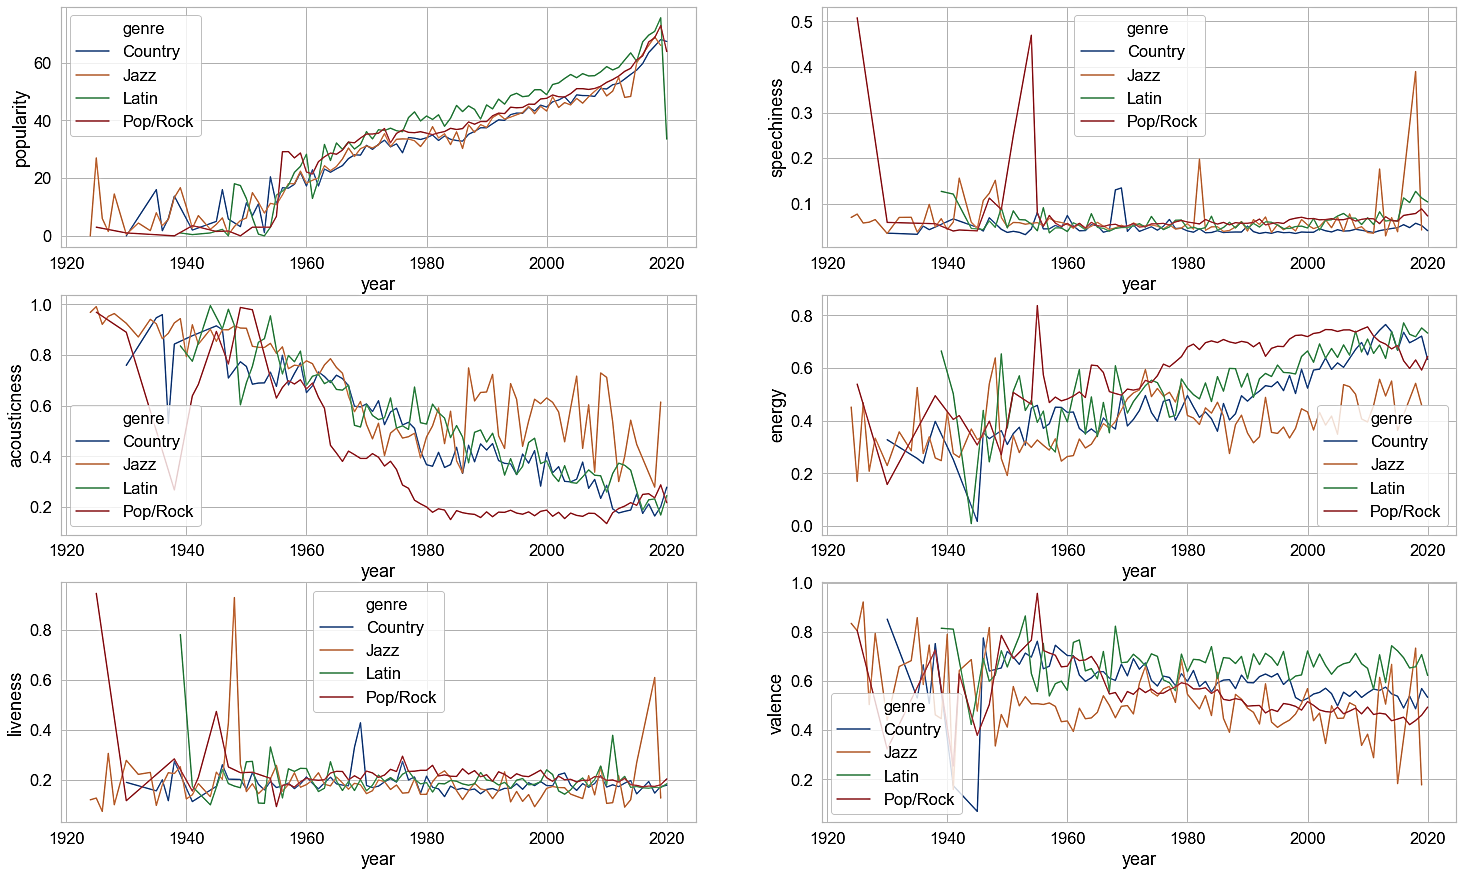 popularity
genre
Country
Jazz
Latin
Pop/Rock
60
40
20
0
1920 1940 1960 1980 2000 2020
year
speechiness
genre
Country
Jazz
Latin
Pop/Rock
0.5
0.4
0.3
0.2
0.1
1920 1940 1960 1980 2000 2020
year
acousticness
1.0
0.8
0.6
0.4
0.2
genre
Country
Jazz
Latin
Pop/Rock
1920 1940 1960 1980 2000 2020
year
energy
0.8
0.6
0.4
0.2
0.0
genre
Country
Jazz
Latin
Pop/Rock
1920 1940 1960 1980 2000 2020
year
liveness
genre
Country
Jazz
Latin
Pop/Rock
0.8
0.6
0.4
0.2
1920 1940 1960 1980 2000 2020
year
valence
1.0
0.8
0.6
0.4
0.2
genre
Country
Jazz
Latin
Pop/Rock
1920 1940 1960 1980 2000 2020
year